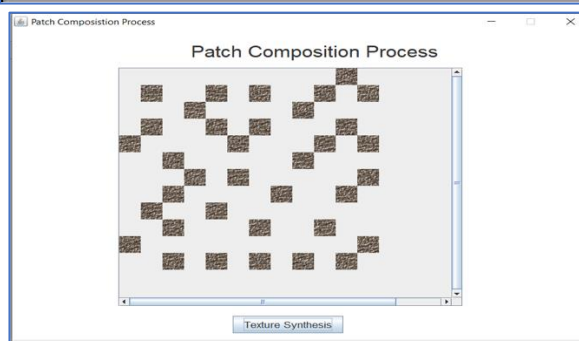 Patch Composistion Process
Patch Composition Process
Texture Synthesis